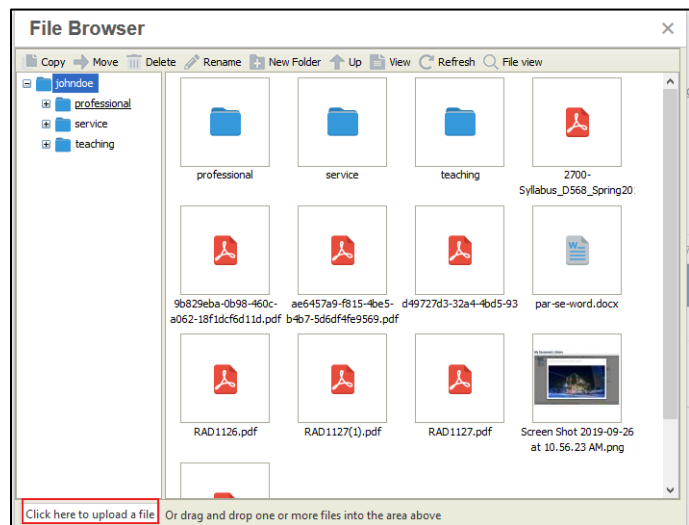 File Browser
Copy Move Delete Rename New Folder Up View Refresh File view
johndoe
professional
service
teaching
professional service teaching 2700-
Syllabus_D568_Spring20
9b829eba-0b98-460c- ae6457a9-f815-4be5- d49727d3-32a4-4bd5-93 par-se-word.docx
a062-18f1dcf6d11d.pdf b4b7-5d6df4fe9569.pdf
RAD1126.pdf RAD1127(1).pdf RAD1127.pdf Screen Shot 2019-09-26
at 10.56.23 AM.png
Click here to upload a file Or drag and drop one or more files into the area above